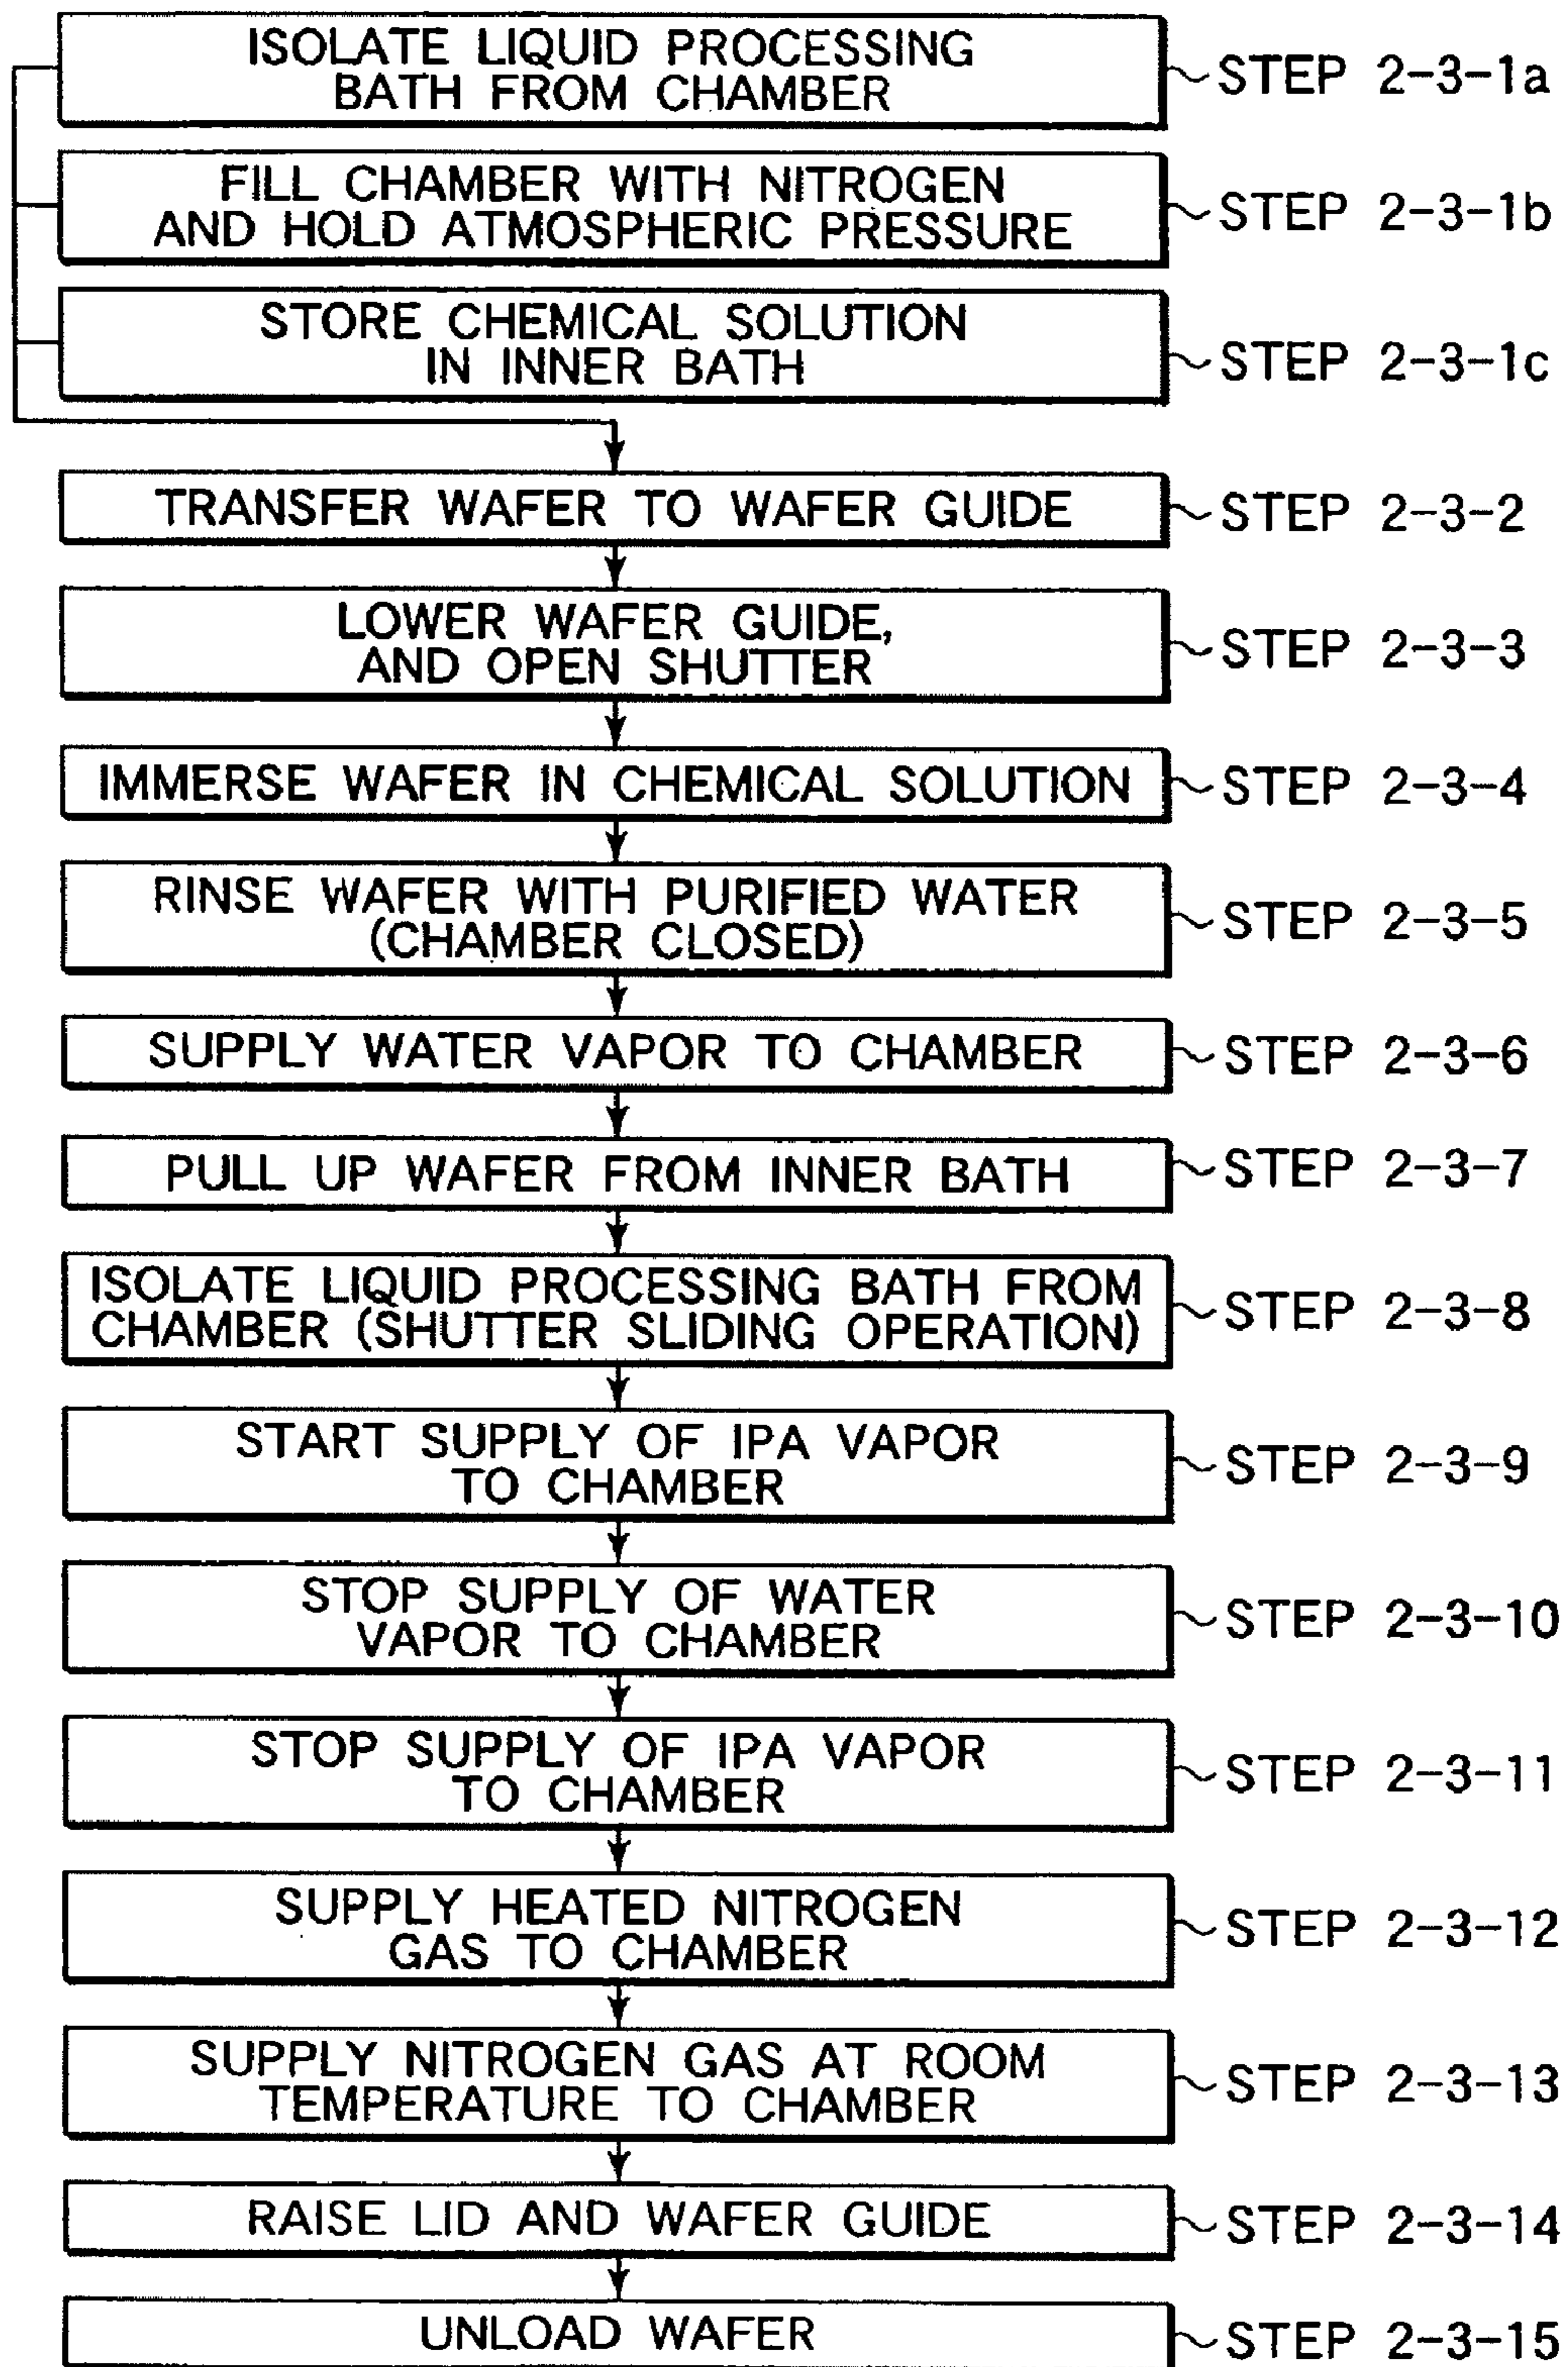 ISOLATE LIQUID PROCESSING
BATH FROM CHAMBER
STEP 2-3-1a
FILL CHAMBER WITH NITROGEN
AND HOLD ATMOSPHERIC PRESSURE
STEP 2-3-1b
STORE CHEMICAL SOLUTION
IN INNER BATH
STEP 2-3-1c
TRANSFER WAFER TO WAFER GUIDE
STEP 2-3-2
LOWER WAFER GUIDE,
AND OPEN SHUTTER
STEP 2-3-3
IMMERSE WAFER IN CHEMICAL SOLUTION
STEP 2-3-4
RINSE WAFER WITH PURIFIED WATER
(CHAMBER CLOSED)
STEP 2-3-5
SUPPLY WATER VAPOR TO CHAMBER
STEP 2-3-6
PULL UP WAFER FROM INNER BATH
STEP 2-3-7
ISOLATE LIQUID PROCESSING BATH FROM
CHAMBER (SHUTTER SLIDING OPERATION)
STEP 2-3-8
START SUPPLY OF IPA VAPOR
TO CHAMBER
STEP 2-3-9
STOP SUPPLY OF WATER
VAPOR TO CHAMBER
STEP 2-3-10
STOP SUPPLY OF IPA VAPOR
TO CHAMBER
STEP 2-3-11
SUPPLY HEATED NITROGEN
GAS TO CHAMBER
STEP 2-3-12
SUPPLY NITROGEN GAS AT ROOM
TEMPERATURE TO CHAMBER
STEP 2-3-13
RAISE LID AND WAFER GUIDE
STEP 2-3-14
UNLOAD WAFER
STEP 2-3-15